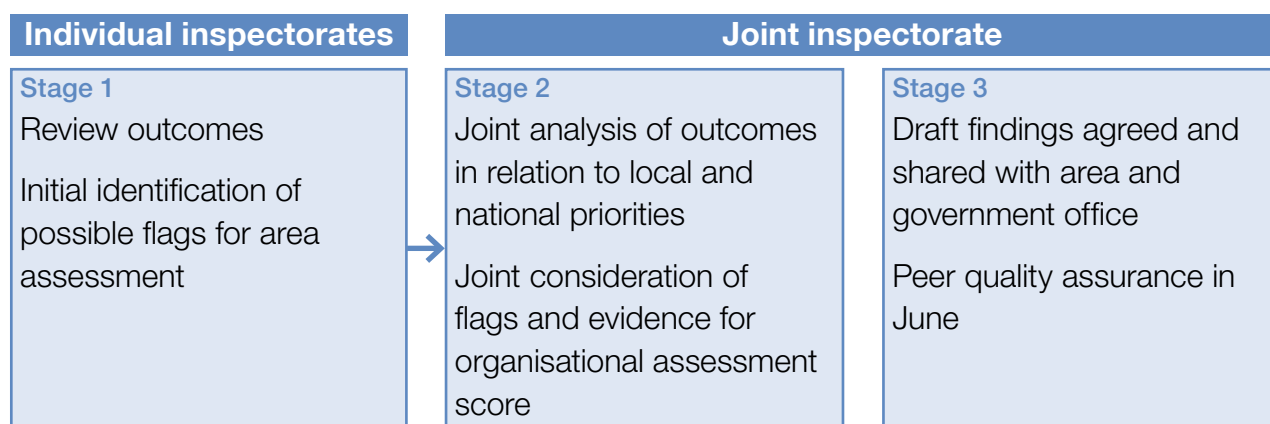 Individual inspectorates
Joint inspectorate
Stage 1
Review outcomes
Initial identification of
possible flags for area
assessment
Stage 2
Joint analysis of outcomes
in relation to local and
national priorities
Joint consideration of
flags and evidence for
organisational assessment
score
Stage 3
Draft findings agreed and
shared with area and
government office
Peer quality assurance in
June